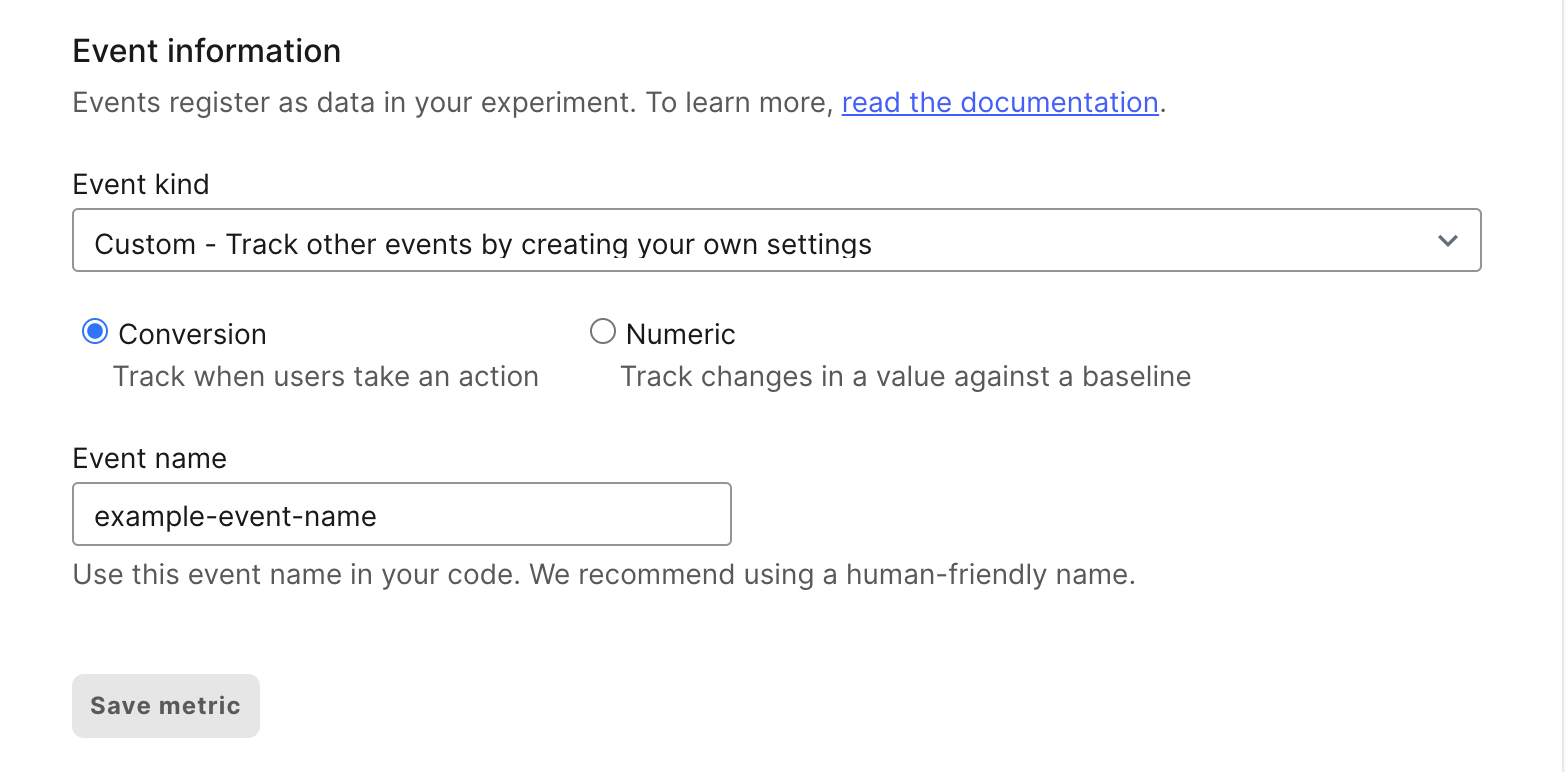 Event information
Events register as data in your experiment. To learn more, read the documentation.
Event kind
Custom - Track other events by creating your own settings
Conversion
Numeric
Track when users take an action
Track changes in a value against a baseline
Event name
example-event-name
Use this event name in your code. We recommend using a human-friendly name.
Save metric